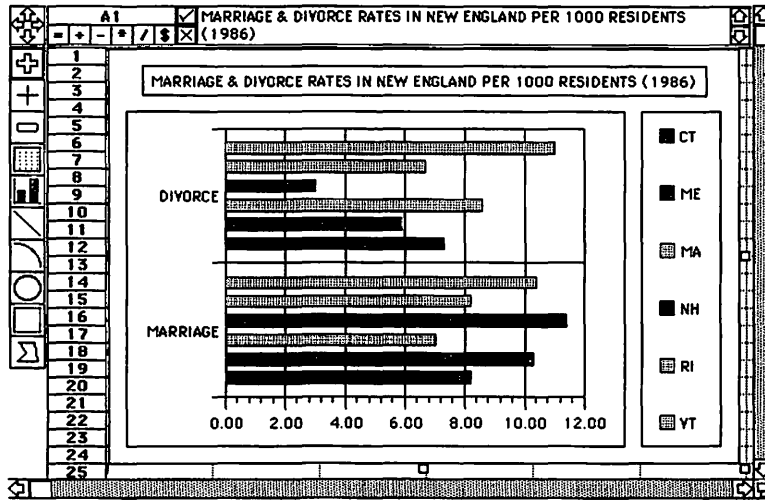 A1
MARRIAGE & DIVORCE RATES IN NEW ENGLAND PER 1000 RESIDENTS
(1986)
= + - * / $
1
2
3
4
5
6
7
8
9
10
11
12
13
14
15
16
17
18
19
20
21
22
23
24
25
MARRIAGE & DIVORCE RATES IN NEW ENGLAND PER 1000 RESIDENTS (1986)
DIVORCE
MARRIAGE
0.00 2.00 4.00 6.00 8.00 10.00 12.00
CT
ME
MA
NH
RI
VT